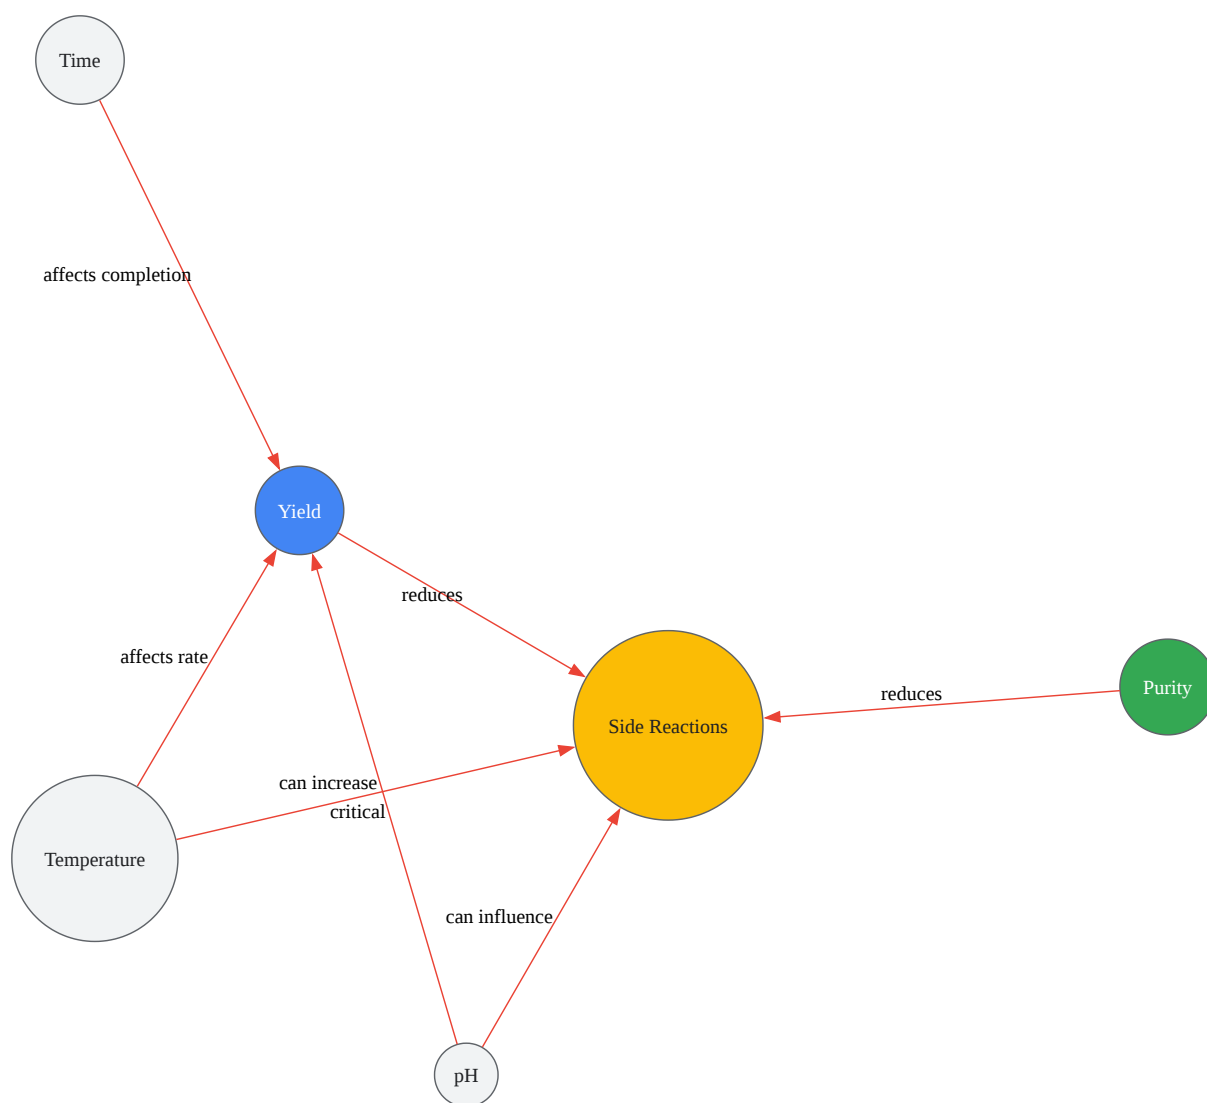 Time
affects completion
Yield
reduces
affects rate
Purity
reduces
Side Reactions
can increase
critical
Temperature
can influence
pH